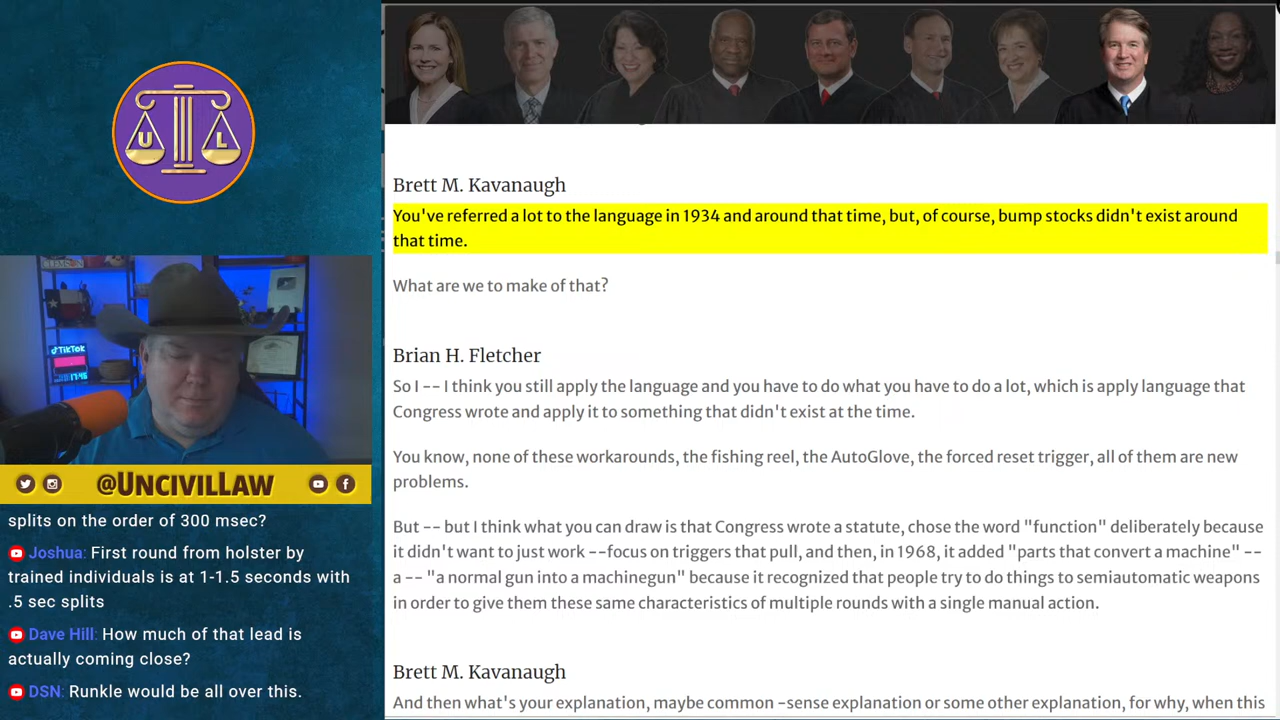 U L
TikTok
@UncivilLaw
splits on the order of 300 msec?
Joshua: First round from holster by
trained individuals is at 1-1.5 seconds with
.5 sec splits
Dave Hill: How much of that lead is
actually coming close?
DSN: Runkle would be all over this.
Brett M. Kavanaugh
You've referred a lot to the language in 1934 and around that time, but, of course, bump stocks didn't exist around
that time.
What are we to make of that?
Brian H. Fletcher
So I -- I think you still apply the language and you have to do what you have to do a lot, which is apply language that
Congress wrote and apply it to something that didn't exist at the time.
You know, none of these workarounds, the fishing reel, the AutoGlove, the forced reset trigger, all of them are new
problems.
But -- but I think what you can draw is that Congress wrote a statute, chose the word "function" deliberately because
it didn't want to just work --focus on triggers that pull, and then, in 1968, it added "parts that convert a machine" --
a -- "a normal gun into a machinegun" because it recognized that people try to do things to semiautomatic weapons
in order to give them these same characteristics of multiple rounds with a single manual action.
Brett M. Kavanaugh
And then what's your explanation, maybe common -sense explanation or some other explanation, for why, when this